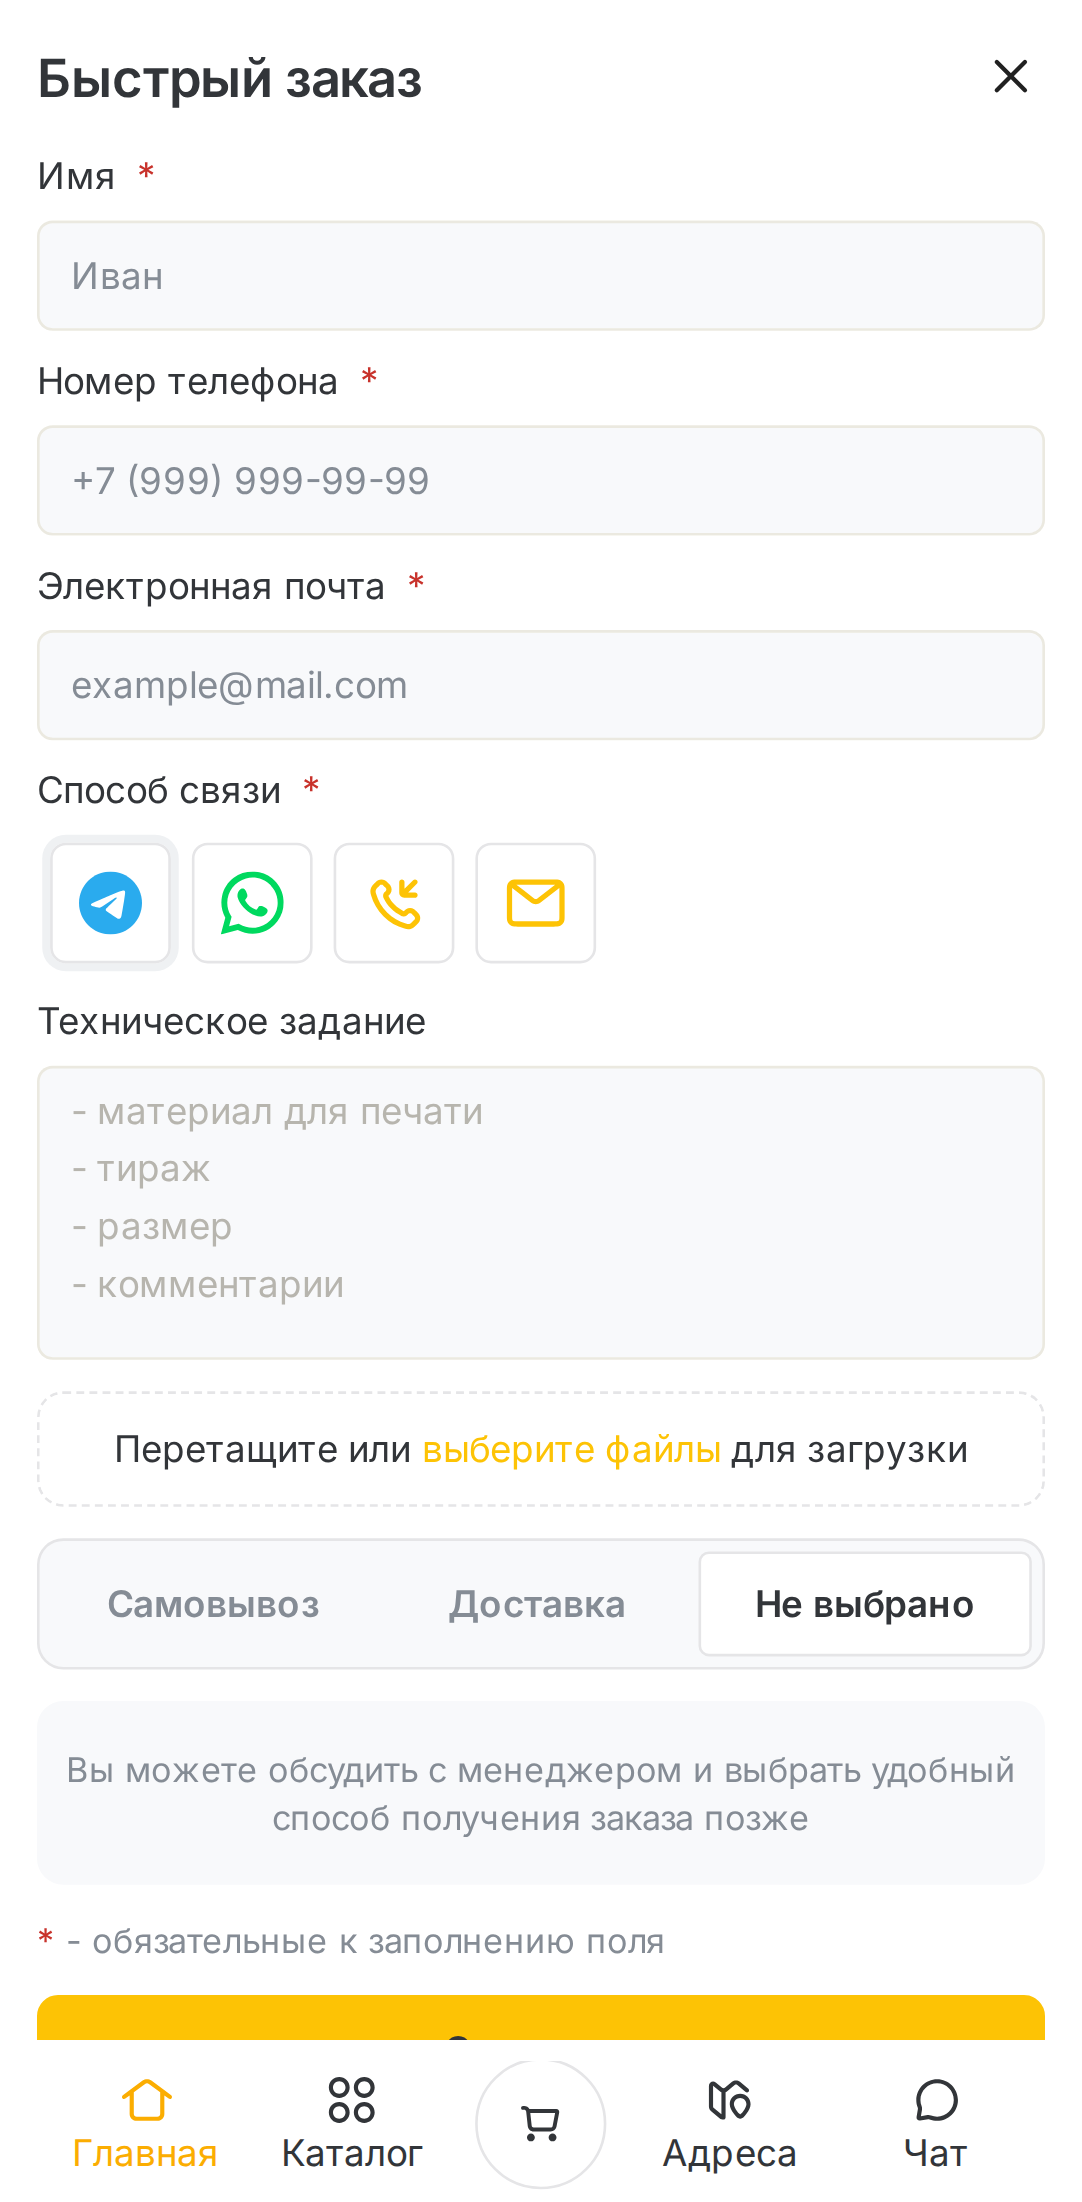 Быстрый заказ
Имя *
Иван
Номер телефона *
+7 (999) 999-99-99
Электронная почта *
example@mail.com
Способ связи *
Техническое задание
- материал для печати
- тираж
- размер
- комментарии
Перетащите или выберите файлы для загрузки
Самовывоз Доставка Не выбрано
Вы можете обсудить с менеджером и выбрать удобный
способ получения заказа позже
* - обязательные к заполнению поля
Главная Каталог Адреса Чат